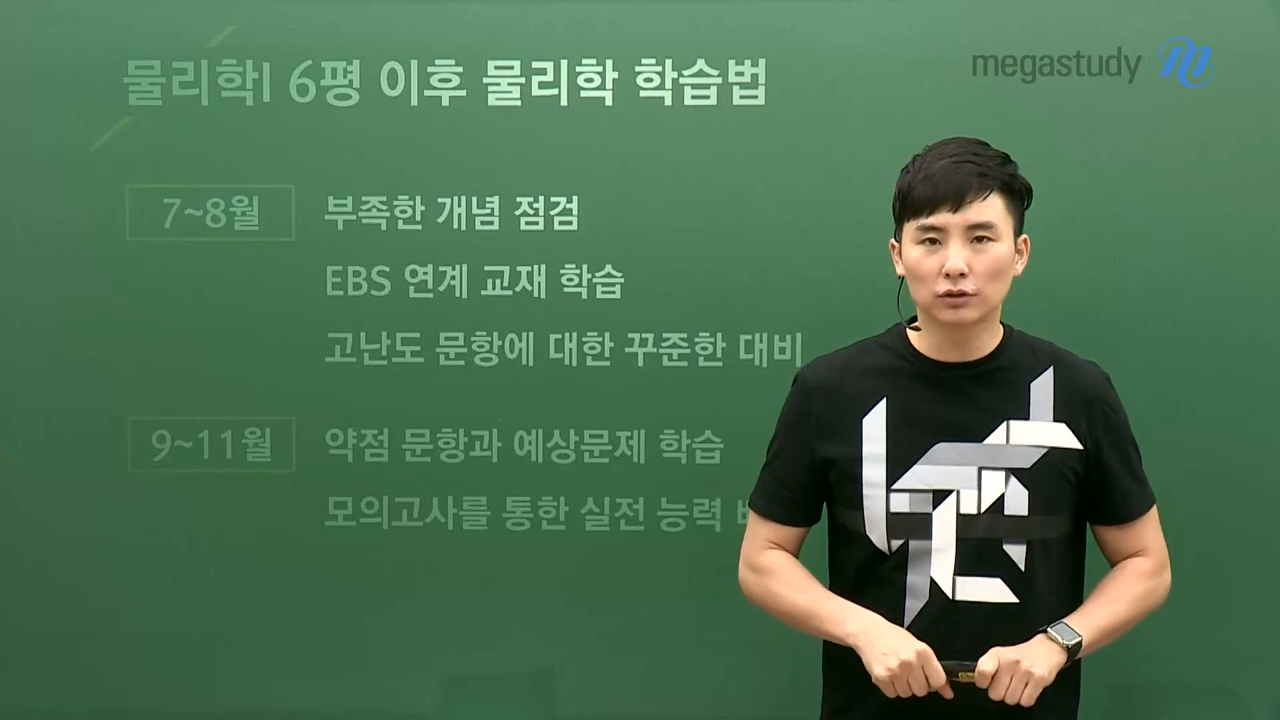 물리학I 6평 이후 물리학 학습법
megastudy
7~8월 부족한 개념 점검
EBS 연계 교재 학습
고난도 문항에 대한 꾸준한 대비
9~11월 약점 문항과 예상문제 학습
모의고사를 통한 실전 능력